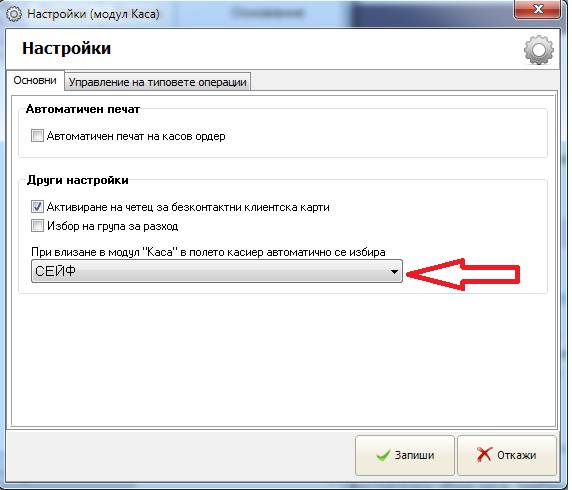 Настройки (модул Каса)
Настройки
Основни
Управление на типовете операции
Автоматичен печат
Автоматичен печат на касов ордер
Други настройки
Активиране на четец за безконтактни клиентска карти
Избор на група за разход
При влизане в модул "Каса" в полето касиер автоматично се избира
СЕЙФ
Запиши
Откажи